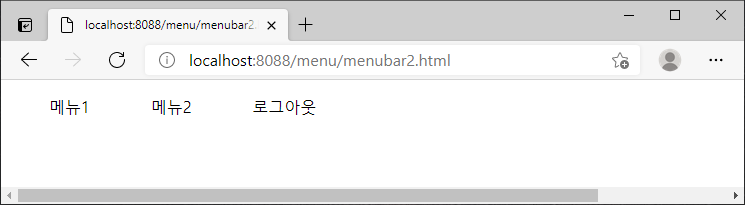 localhost:8088/menu/menubar2.
localhost:8088/menu/menubar2.html
메뉴1 메뉴2 로그아웃